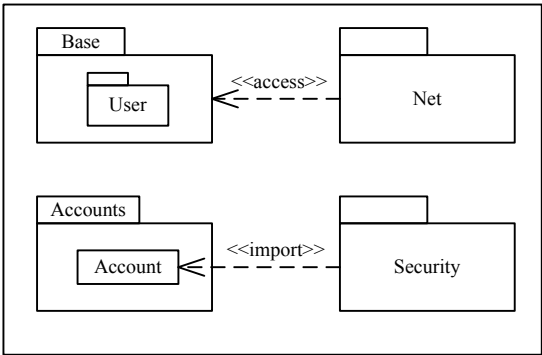 Base
<<access>>
User
Net
Accounts
<<import>>
Account
Security